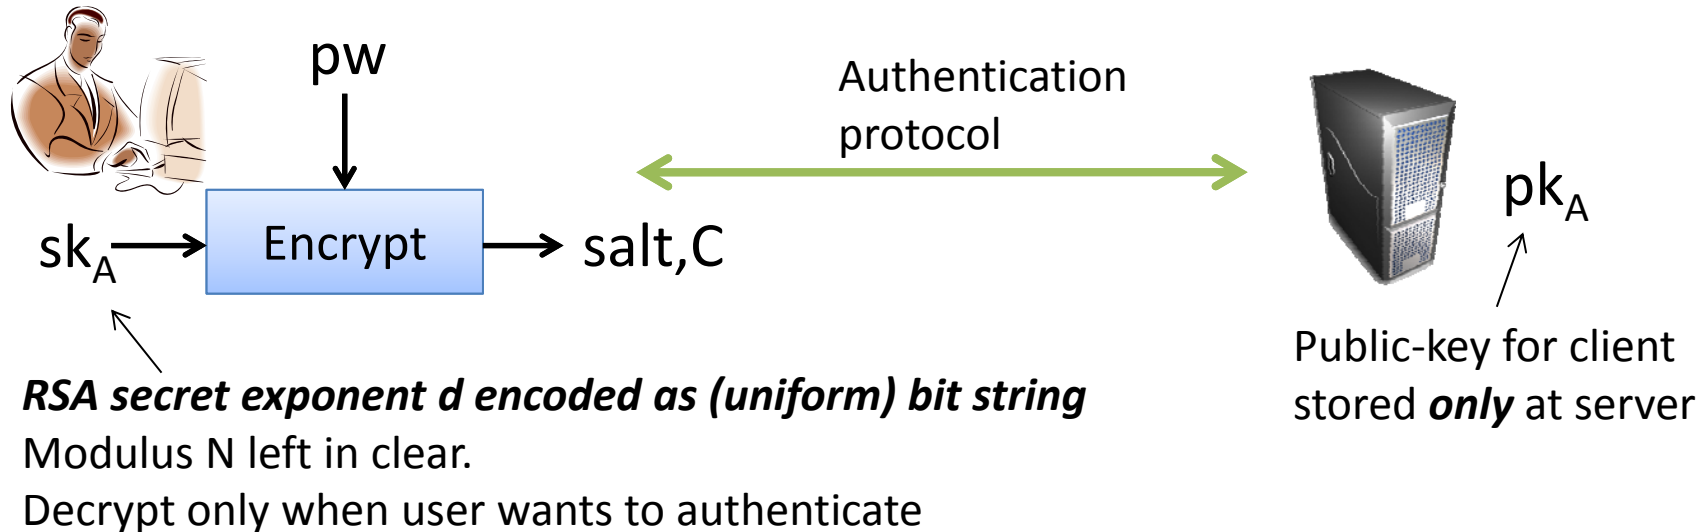 pw
Authentication
protocol
sk_A
Encrypt
salt,C
pk_A
RSA secret exponent d encoded as (uniform) bit string
Modulus N left in clear.
Decrypt only when user wants to authenticate
Public-key for client
stored only at server